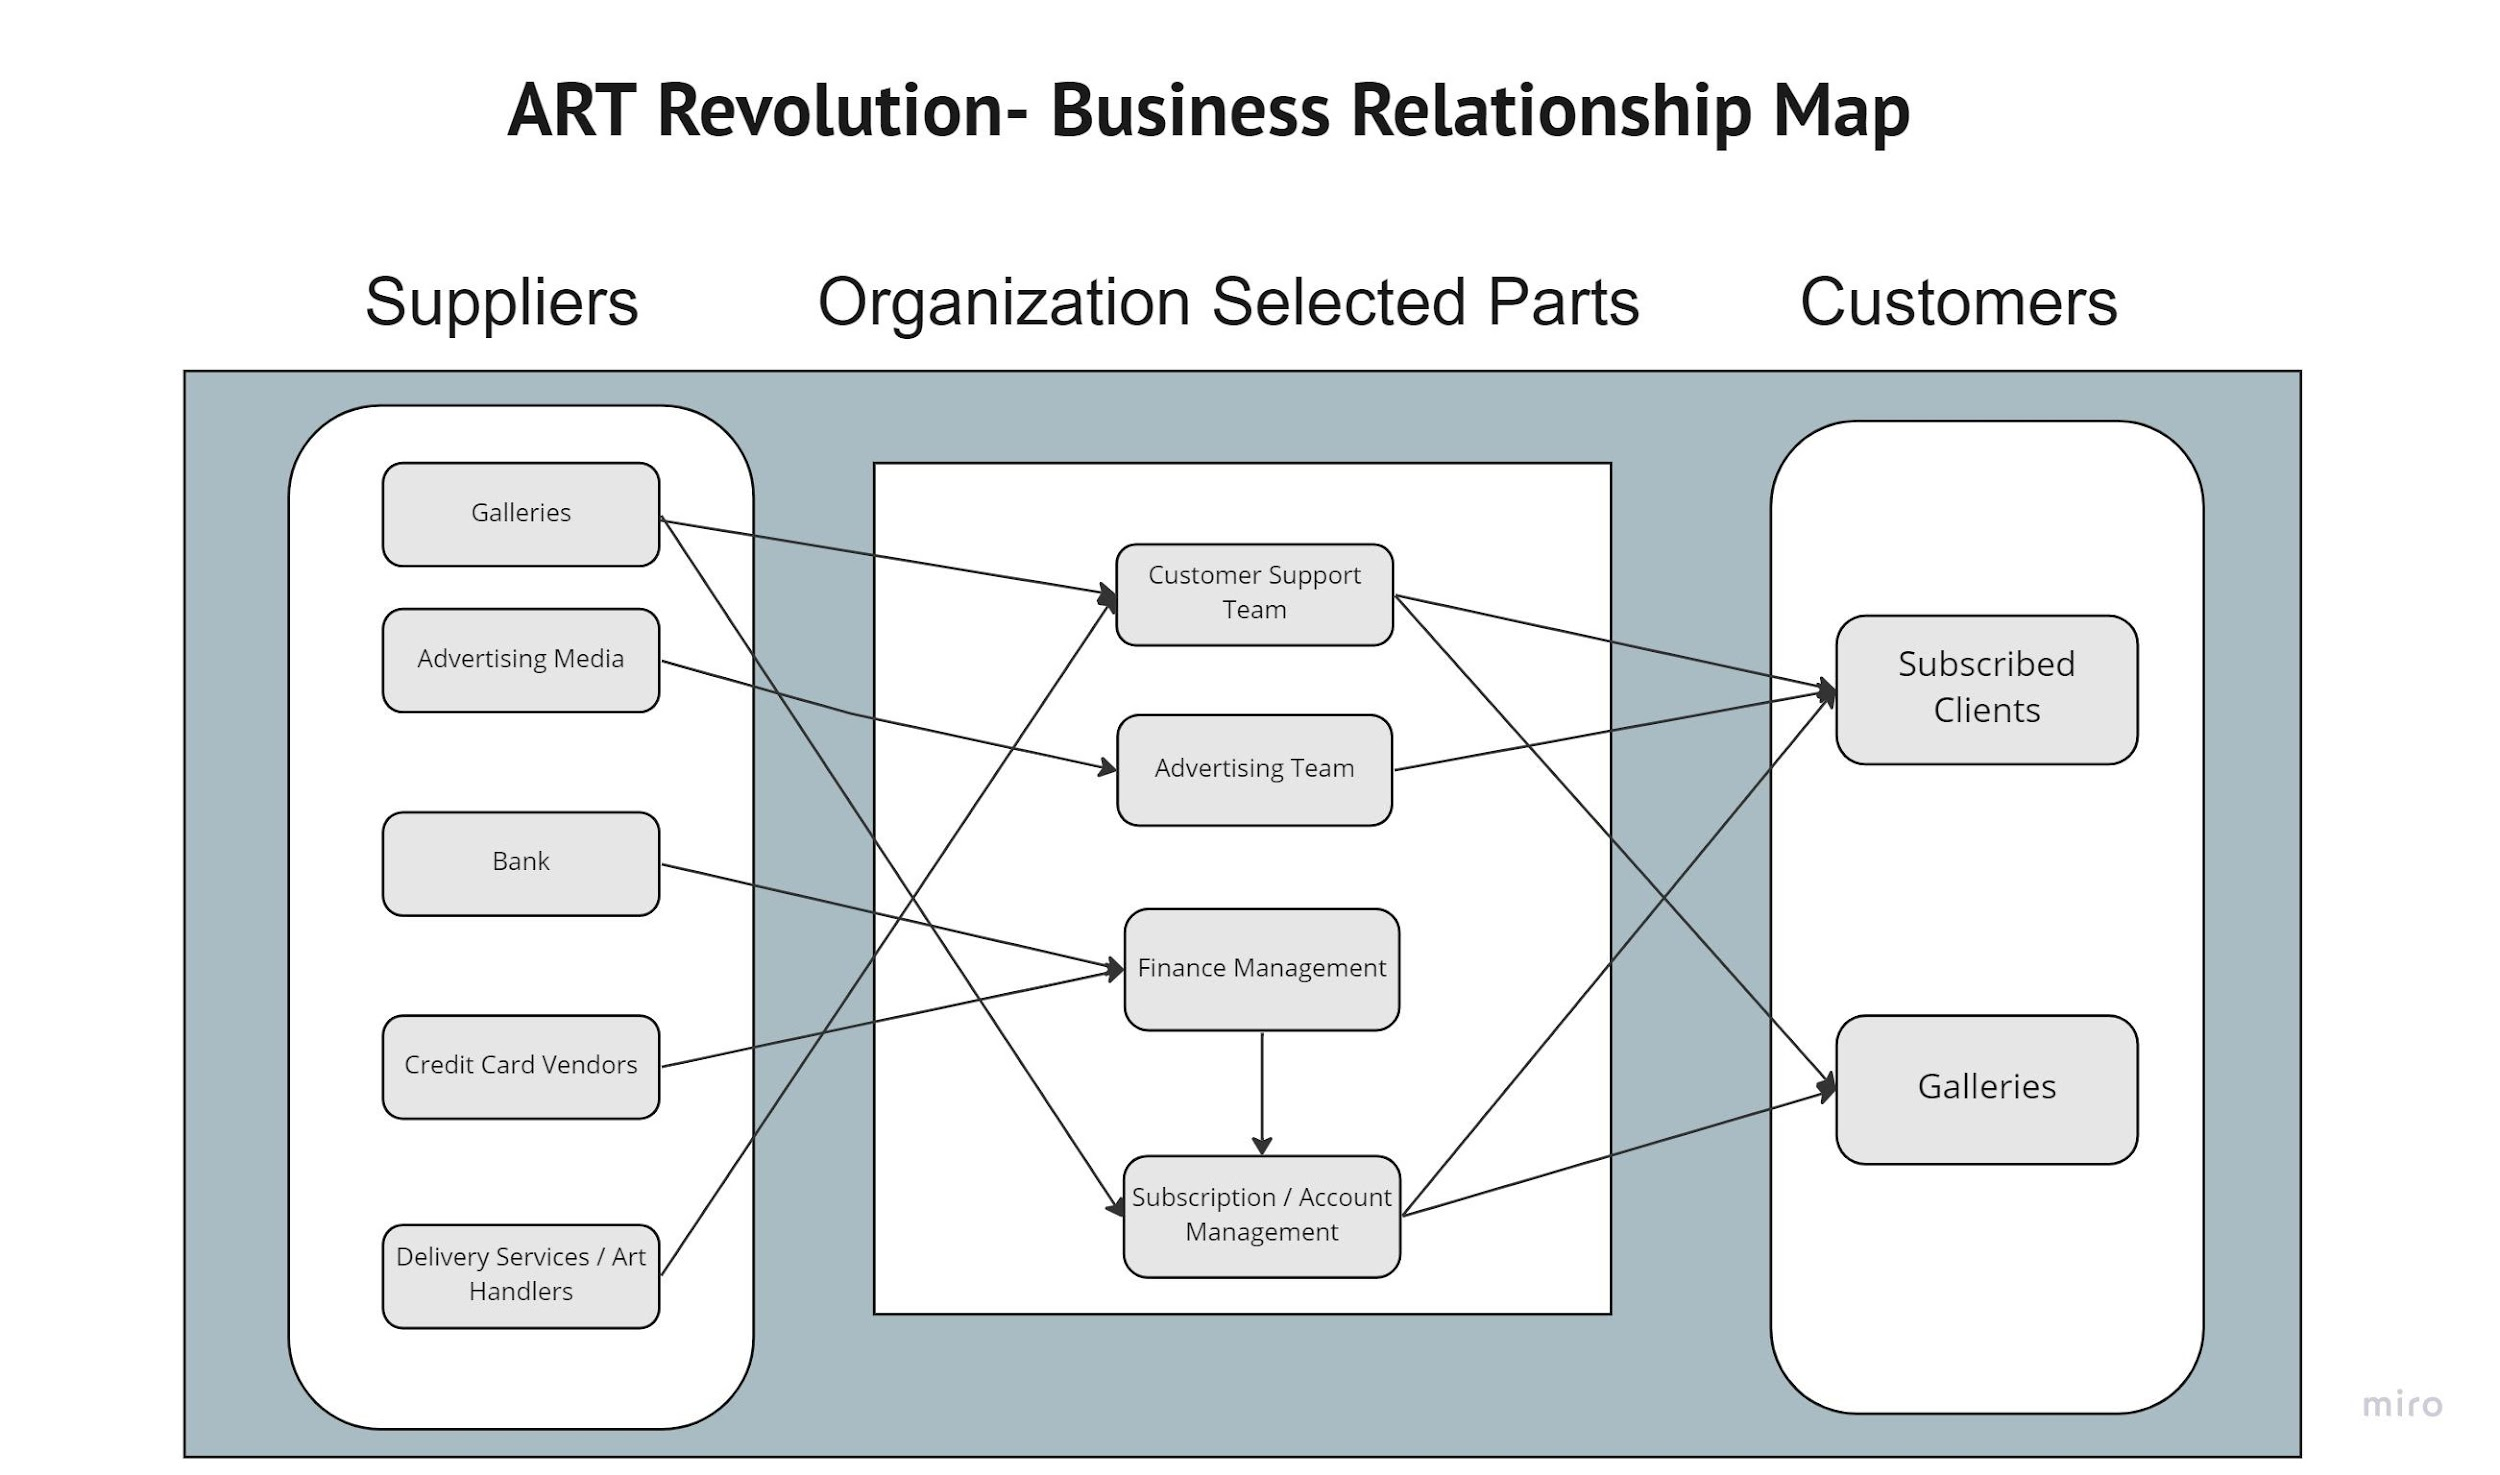 ART Revolution- Business Relationship Map
Suppliers
Organization Selected Parts
Customers
Galleries
Advertising Media
Bank
Credit Card Vendors
Delivery Services / Art
Handlers
Customer Support
Team
Advertising Team
Finance Management
Subscription / Account
Management
Subscribed
Clients
Galleries
miro